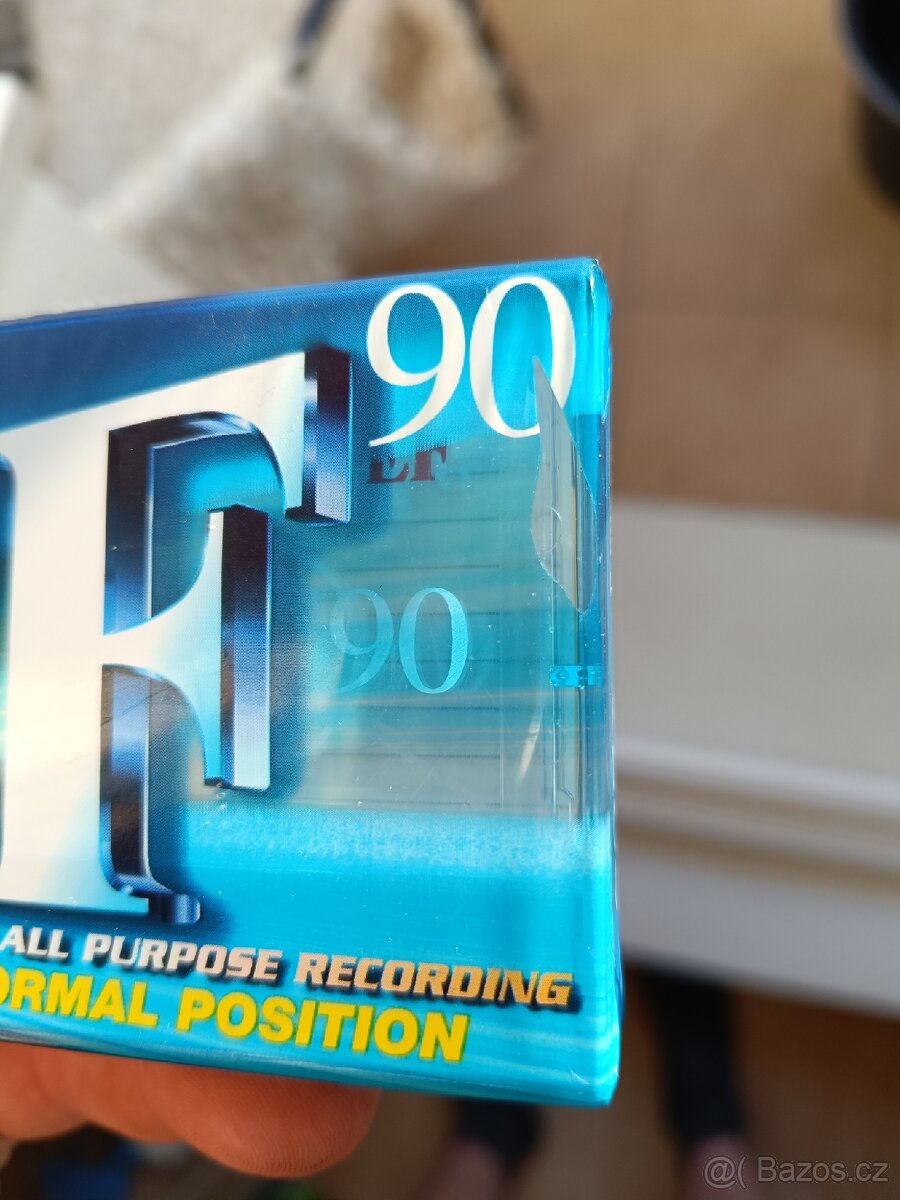 90
F
EF
90
ALL PURPOSE RECORDING
ORMAL POSITION
@( Bazos.cz